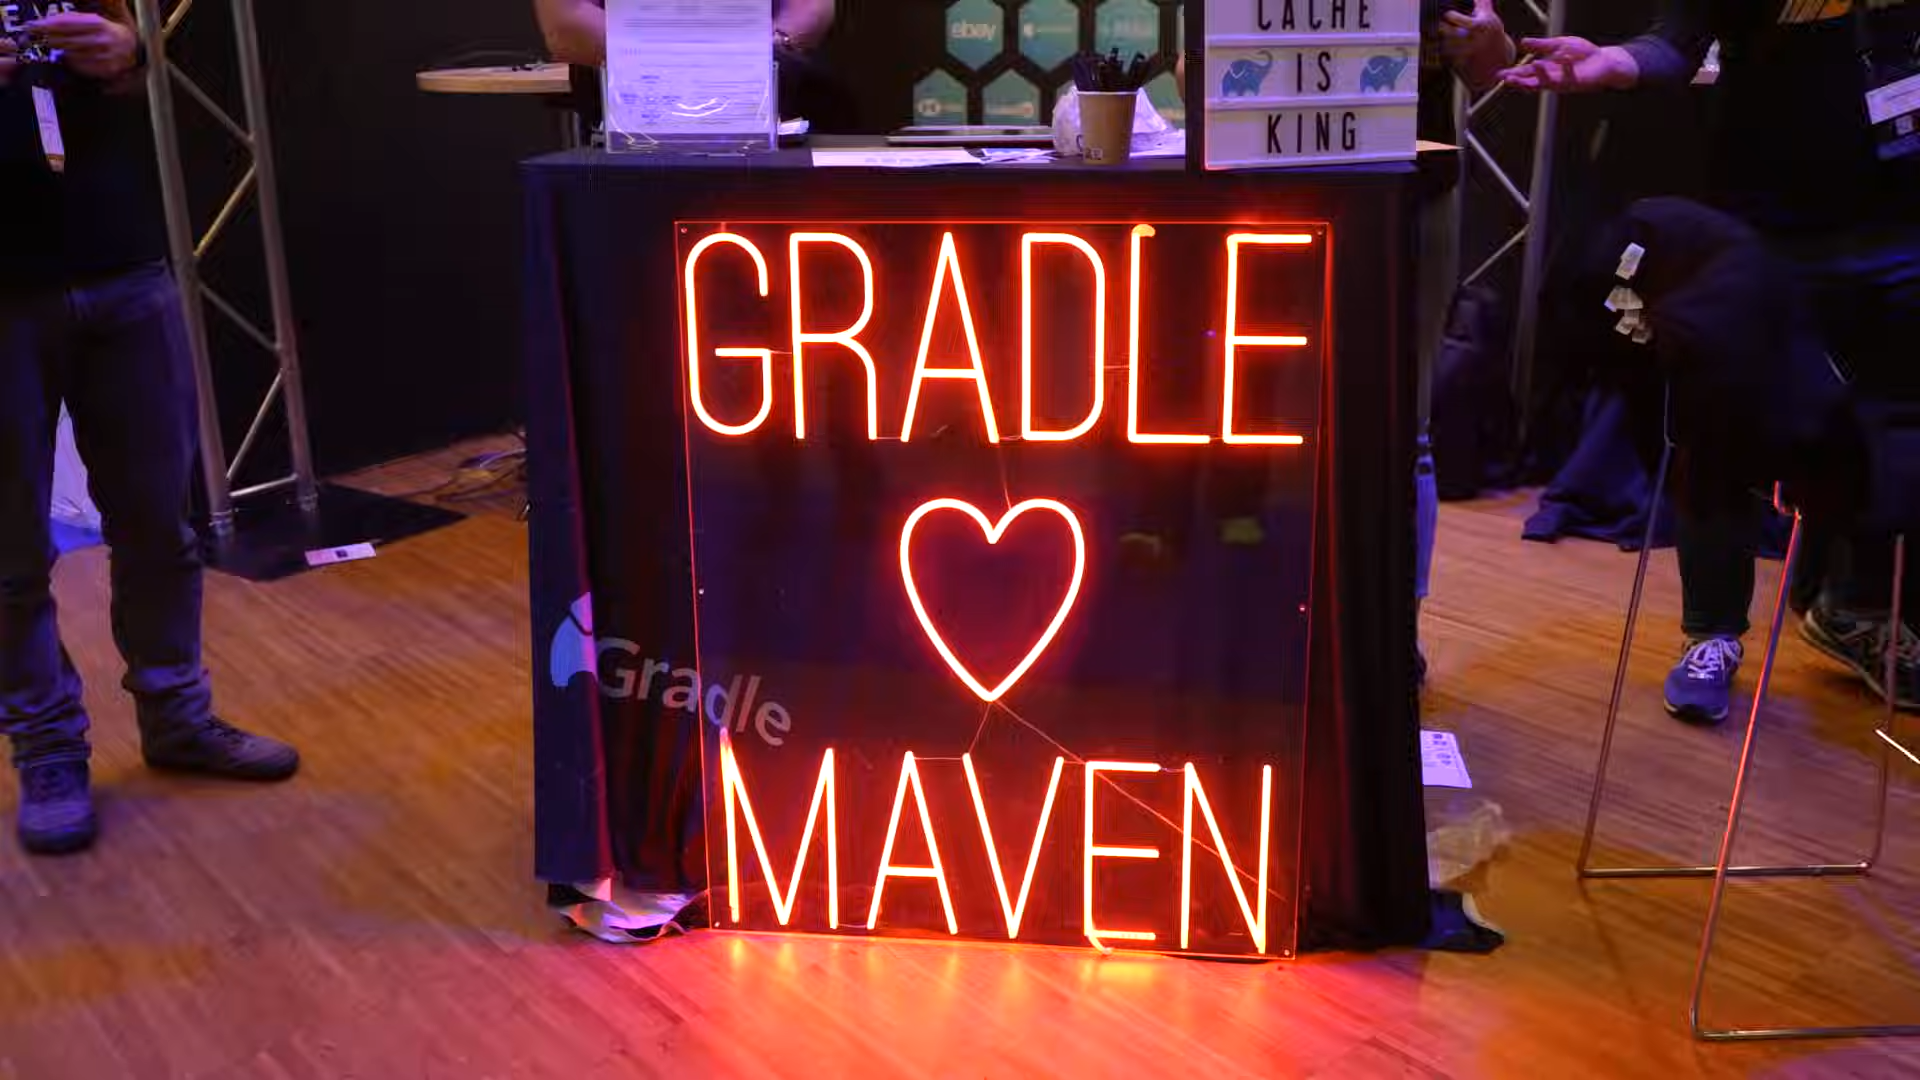 ebay
CACHE
IS
KING
GRADLE
Gradle
MAVEN